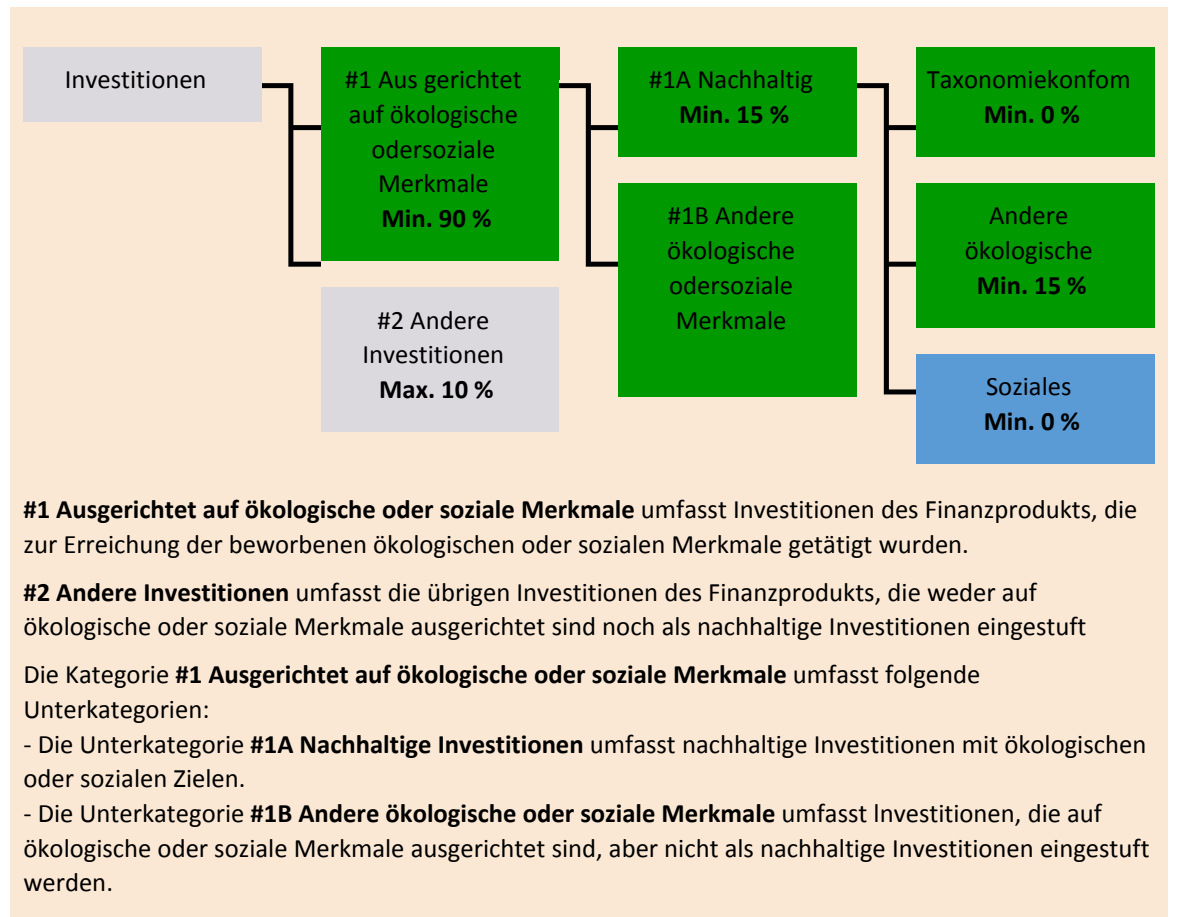 Investitionen
#1 Aus gerichtet
auf ökologische
odersoziale
Merkmale
Min. 90 %
#2 Andere
Investitionen
Max. 10 %
#1A Nachhaltig
Min. 15 %
#1B Andere
ökologische
odersoziale
Merkmale
Taxonomiekonfom
Min. 0 %
Andere
ökologische
Min. 15 %
Soziales
Min. 0 %
#1 Ausgerichtet auf ökologische oder soziale Merkmale umfasst Investitionen des Finanzprodukts, die
zur Erreichung der beworbenen ökologischen oder sozialen Merkmale getätigt wurden.
#2 Andere Investitionen umfasst die übrigen Investitionen des Finanzprodukts, die weder auf
ökologische oder soziale Merkmale ausgerichtet sind noch als nachhaltige Investitionen eingestuft
Die Kategorie #1 Ausgerichtet auf ökologische oder soziale Merkmale umfasst folgende
Unterkategorien:
- Die Unterkategorie #1A Nachhaltige Investitionen umfasst nachhaltige Investitionen mit ökologischen
oder sozialen Zielen.
- Die Unterkategorie #1B Andere ökologische oder soziale Merkmale umfasst lnvestitionen, die auf
ökologische oder soziale Merkmale ausgerichtet sind, aber nicht als nachhaltige Investitionen eingestuft
werden.